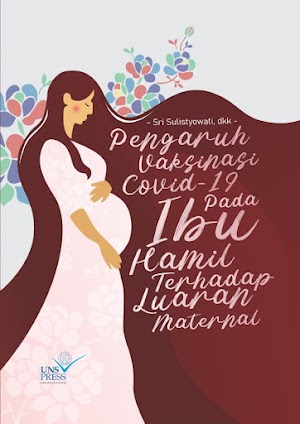 - Sri Sulistyowati, dkk -
Pengaruh
Vaksinasi
Covid-19
Pada
Ibu
Hamil
Terhadap
Luaran
Maternal
UNS
PRESS